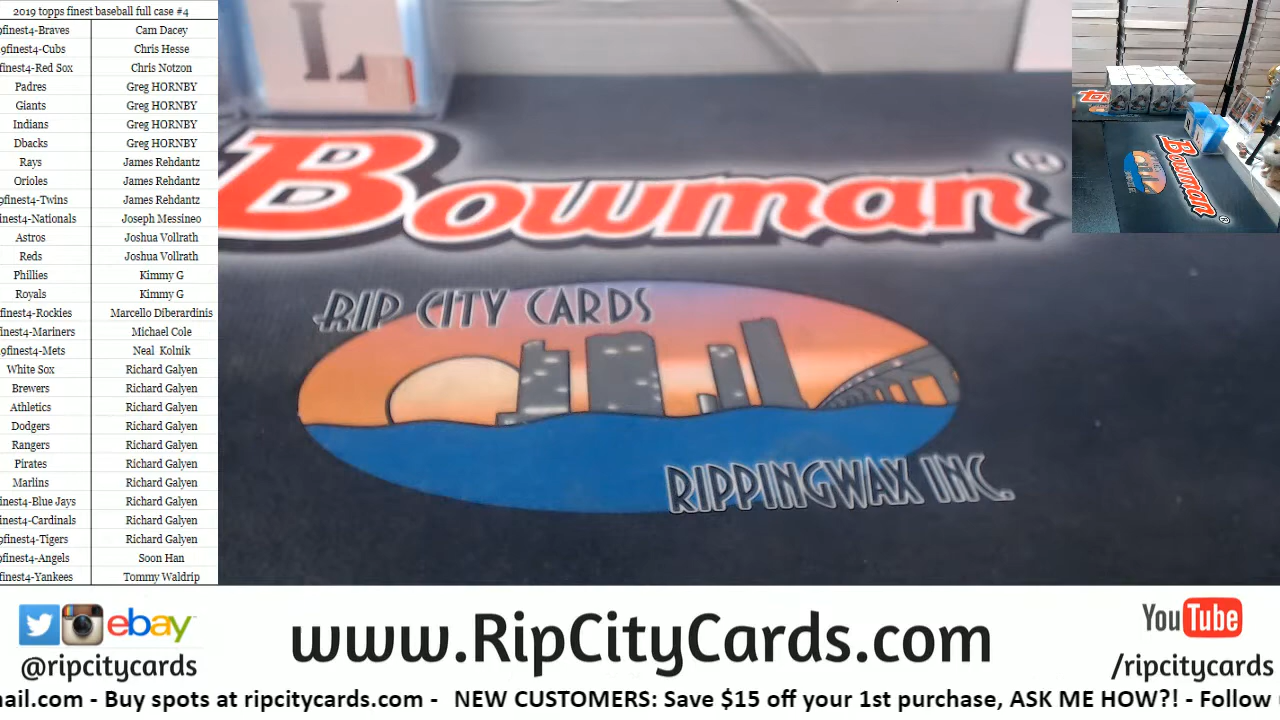 2019 topps finest baseball full case #4
9finest4-Braves Cam Dacey
9finest4-Cubs Chris Hesse
finest4-Red Sox Chris Notzon
Padres Greg HORNBY
Giants Greg HORNBY
Indians Greg HORNBY
Dbacks Greg HORNBY
Rays James Rehdantz
Orioles James Rehdantz
9finest4-Twins James Rehdantz
finest4-Nationals Joseph Messineo
Astros Joshua Vollrath
Reds Joshua Vollrath
Phillies Kimmy G
Royals Kimmy G
finest4-Rockies Marcello Diberardinis
finest4-Mariners Michael Cole
9finest4-Mets Neal Kolnik
White Sox Richard Galyen
Brewers Richard Galyen
Athletics Richard Galyen
Dodgers Richard Galyen
Rangers Richard Galyen
Pirates Richard Galyen
Marlins Richard Galyen
inest4-Blue Jays Richard Galyen
inest4-Cardinals Richard Galyen
9finest4-Tigers Richard Galyen
9finest4-Angels Soon Han
finest4-Yankees Tommy Waldrip
L
Bowman®
RIP CITY CARDS
RIPPINGWAX INC.
Bowman®
ebay
@ripcitycards
www.RipCityCards.com
YouTube
/ripcitycards
mail.com - Buy spots at ripcitycards.com - NEW CUSTOMERS: Save $15 off your 1st purchase, ASK ME HOW?! - Follow